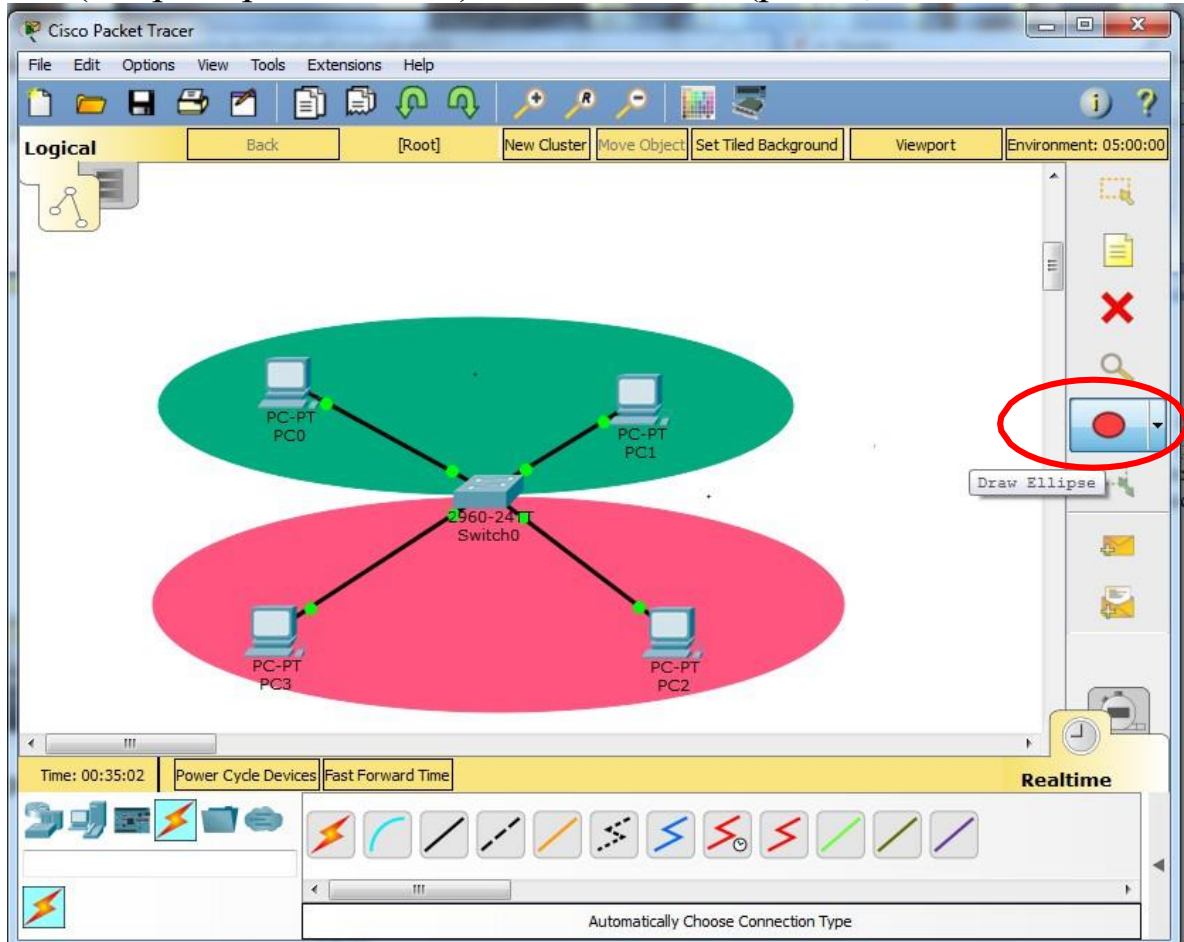 Cisco Packet Tracer
File Edit Options View Tools Extensions Help
Logical Back [Root] New Cluster Move Object Set Tiled Background Viewport Environment: 05:00:00
PC-PT
PC0
PC-PT
PC1
2960-24TT
Switch0
Draw Ellipse
PC-PT
PC3
PC-PT
PC2
Time: 00:35:02 Power Cycle Devices Fast Forward Time Realtime
Automatically Choose Connection Type